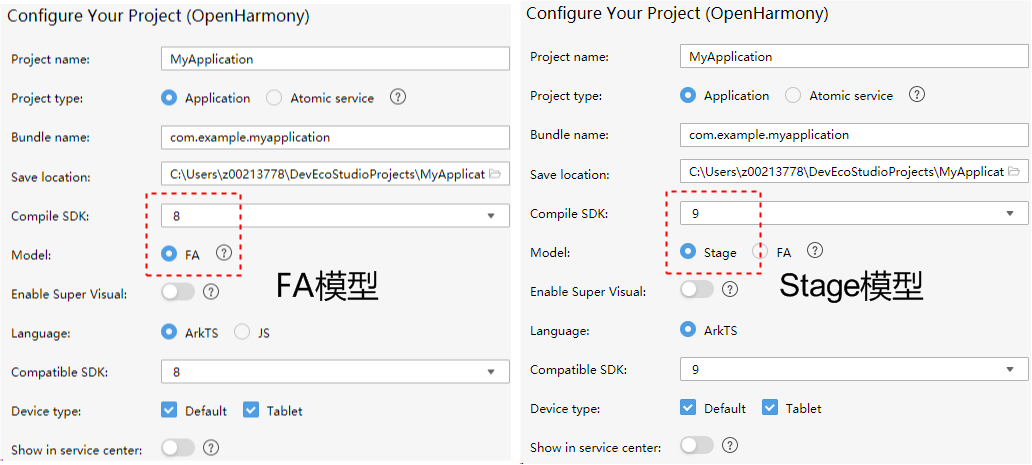 Configure Your Project (OpenHarmony)
Project name: MyApplication
Project type: Application Atomic service ?
Bundle name: com.example.myapplication
Save location: C:\Users\z00213778\DevEcoStudioProjects\MyApplicat
Compile SDK: 8
Model: FA ?
FA模型
Enable Super Visual: ?
Language: ArkTS JS
Compatible SDK: 8
Device type: Default Tablet
Show in service center: ?
Configure Your Project (OpenHarmony)
Project name: MyApplication
Project type: Application Atomic service ?
Bundle name: com.example.myapplication
Save location: C:\Users\z00213778\DevEcoStudioProjects\MyApplicat
Compile SDK: 9
Model: Stage FA ?
Stage模型
Enable Super Visual: ?
Language: ArkTS
Compatible SDK: 9
Device type: Default Tablet
Show in service center: ?